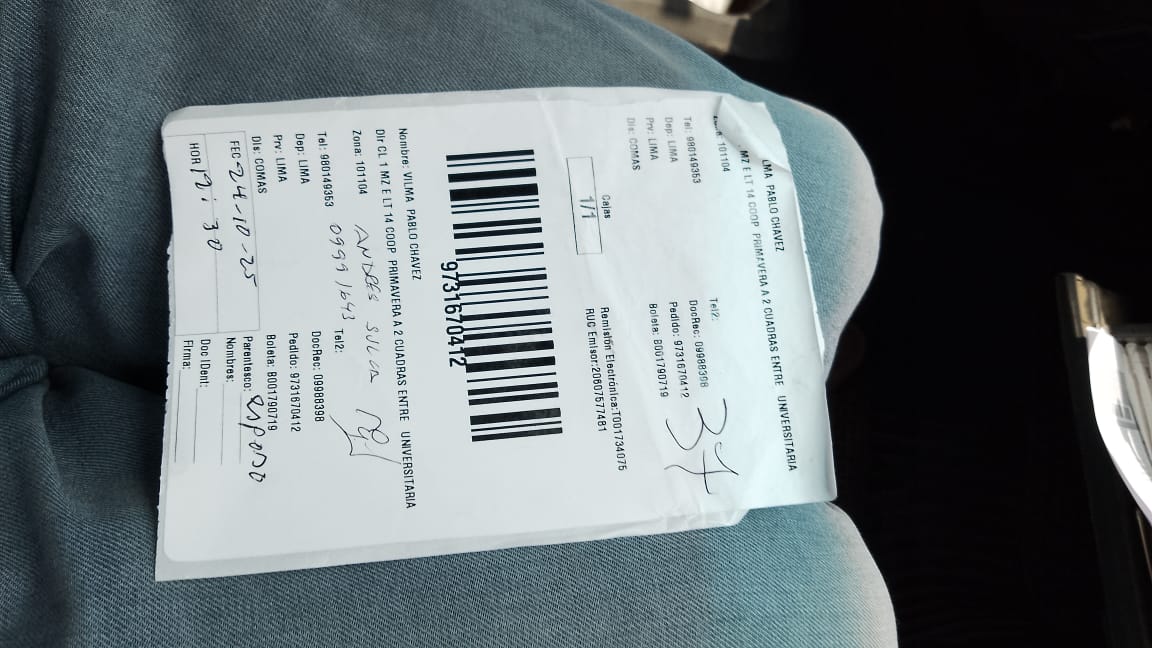 LMA PABLO CHAVEZ
MZ E LT 14 COOP PRIMAVERA A 2 CUADRAS ENTRE UNIVERSITARIA
101104
Tel: 980149353 Tel2:
Dep: LIMA DocRec: 09988398
Prv: LIMA Pedido: 9731670412
Dis: COMAS Boleta: B001790719
37
Cajas
1/1
Remisión Electrónica:T001734075
RUC Emisor:20607577481
9731670412
Nombre: VILMA PABLO CHAVEZ
Dir CL 1 MZ E LT 14 COOP PRIMAVERA A 2 CUADRAS ENTRE UNIVERSITARIA
Zona: 101104 ANDRES SULCA
Tel: 980149353 09991643 Tel2:
Dep: LIMA DocRec: 09988398
Prv: LIMA Pedido: 9731670412
Dis: COMAS Boleta: B001790719
FEC 24-10-25 Parentesco: esposo
Nombres:
HOR 12:30 Doc IDent:
Firma: